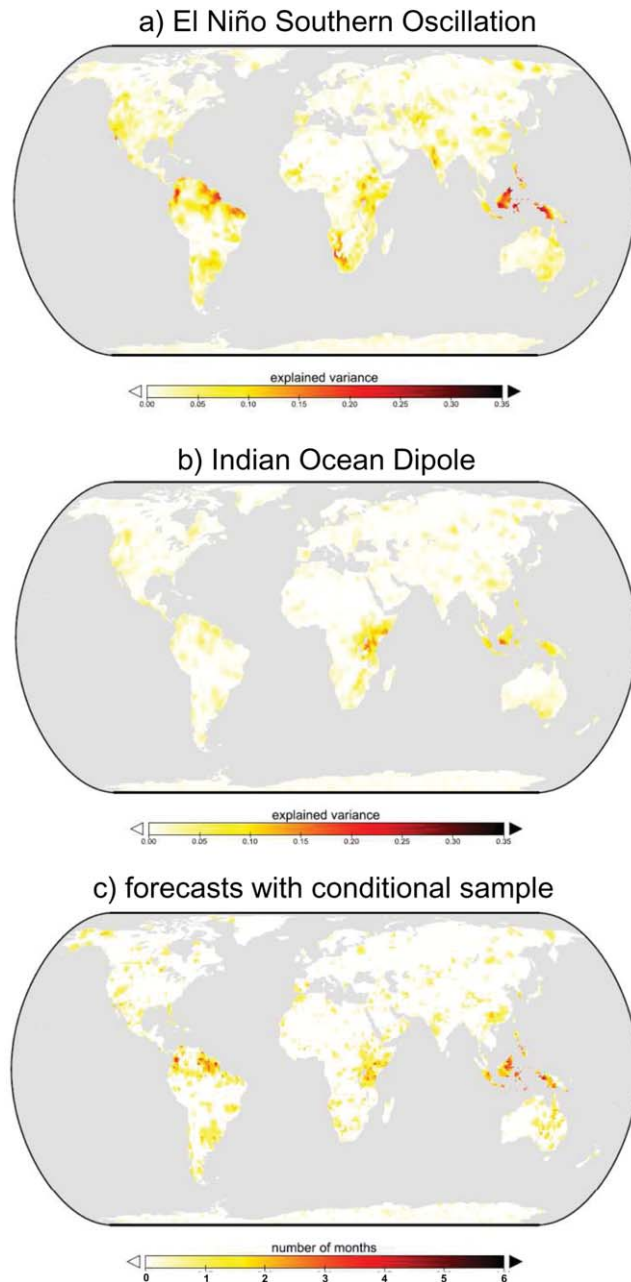 a) El Niño Southern Oscillation
explained variance
0.00 0.05 0.10 0.15 0.20 0.25 0.30 0.35
b) Indian Ocean Dipole
explained variance
0.00 0.05 0.10 0.15 0.20 0.25 0.30 0.35
c) forecasts with conditional sample
number of months
0 1 2 3 4 5 6